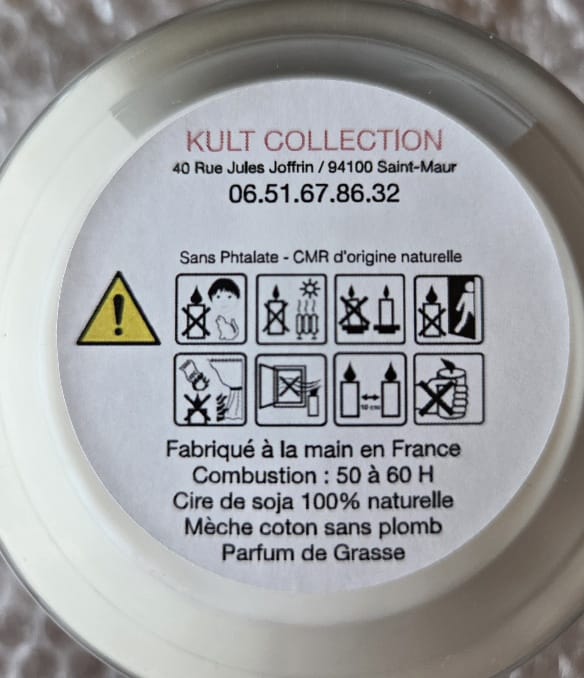 KULT COLLECTION
40 Rue Jules Joffrin / 94100 Saint-Maur
06.51.67.86.32
Sans Phtalate - CMR d'origine naturelle
10 cm
Fabriqué à la main en France
Combustion : 50 à 60 H
Cire de soja 100% naturelle
Mèche coton sans plomb
Parfum de Grasse